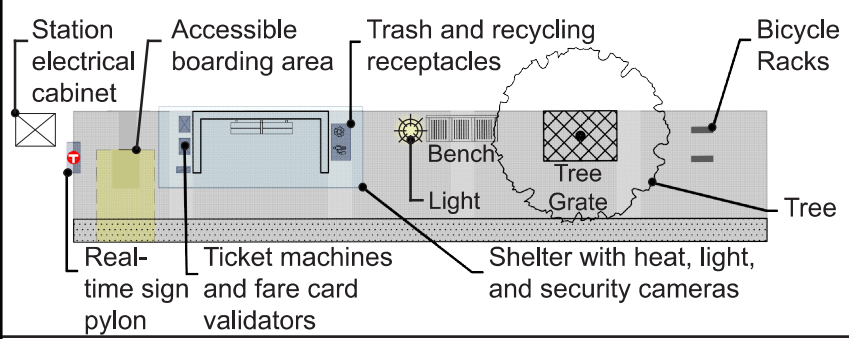 Station
electrical
cabinet
Accessible
boarding area
Trash and recycling
receptacles
Bicycle
Racks
T
Bench
Light
Tree
Grate
Tree
Real-
time sign
pylon
Ticket machines
and fare card
validators
Shelter with heat, light,
and security cameras